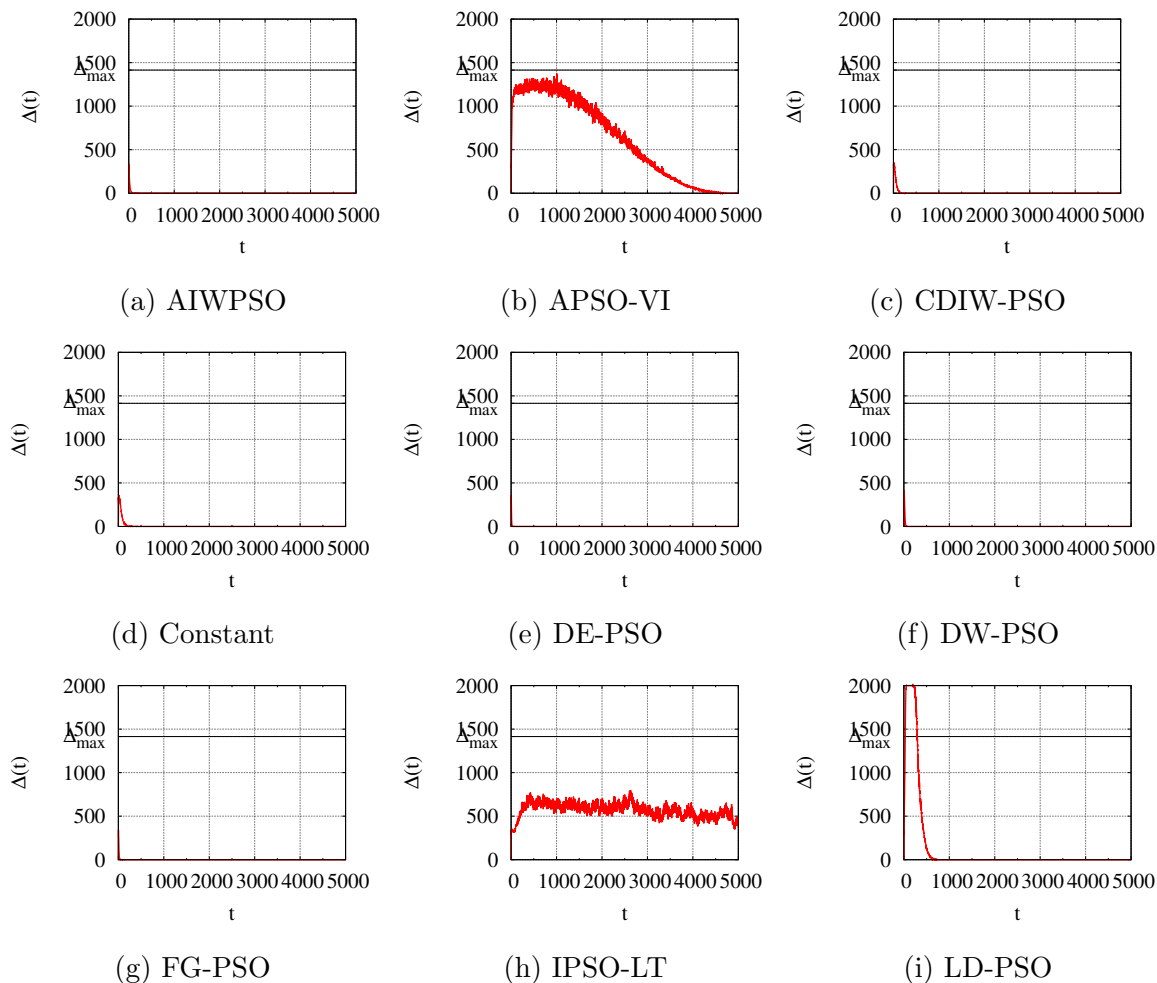 2000
1500
Δmax
1000
500
0
Δ(t)
0 1000 2000 3000 4000 5000
t
(a) AIWPSO
2000
1500
Δmax
1000
500
0
Δ(t)
0 1000 2000 3000 4000 5000
t
(b) APSO-VI
2000
1500
Δmax
1000
500
0
Δ(t)
0 1000 2000 3000 4000 5000
t
(c) CDIW-PSO
2000
1500
Δmax
1000
500
0
Δ(t)
0 1000 2000 3000 4000 5000
t
(d) Constant
2000
1500
Δmax
1000
500
0
Δ(t)
0 1000 2000 3000 4000 5000
t
(e) DE-PSO
2000
1500
Δmax
1000
500
0
Δ(t)
0 1000 2000 3000 4000 5000
t
(f) DW-PSO
2000
1500
Δmax
1000
500
0
Δ(t)
0 1000 2000 3000 4000 5000
t
(g) FG-PSO
2000
1500
Δmax
1000
500
0
Δ(t)
0 1000 2000 3000 4000 5000
t
(h) IPSO-LT
2000
1500
Δmax
1000
500
0
Δ(t)
0 1000 2000 3000 4000 5000
t
(i) LD-PSO